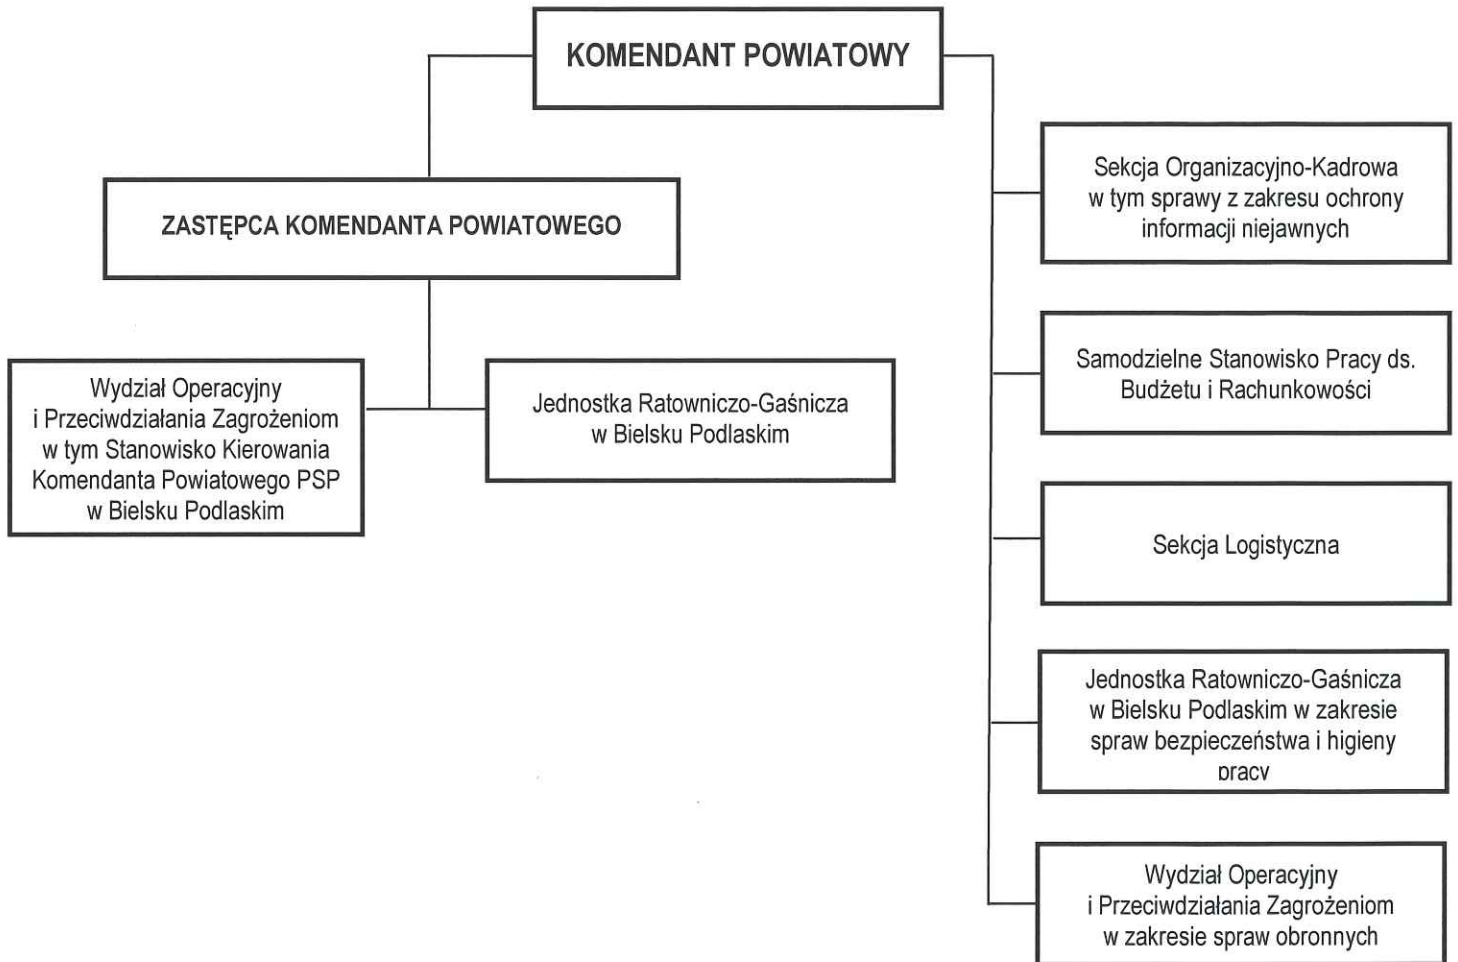 KOMENDANT POWIATOWY
ZASTĘPCA KOMENDANTA POWIATOWEGO
Wydział Operacyjny
i Przeciwdziałania Zagrożeniom
w tym Stanowisko Kierowania
Komendanta Powiatowego PSP
w Bielsku Podlaskim
Jednostka Ratowniczo-Gaśnicza
w Bielsku Podlaskim
Sekcja Organizacyjno-Kadrowa
w tym sprawy z zakresu ochrony
informacji niejawnych
Samodzielne Stanowisko Pracy ds.
Budżetu i Rachunkowości
Sekcja Logistyczna
Jednostka Ratowniczo-Gaśnicza
w Bielsku Podlaskim w zakresie
spraw bezpieczeństwa i higieny
pracy
Wydział Operacyjny
i Przeciwdziałania Zagrożeniom
w zakresie spraw obronnych